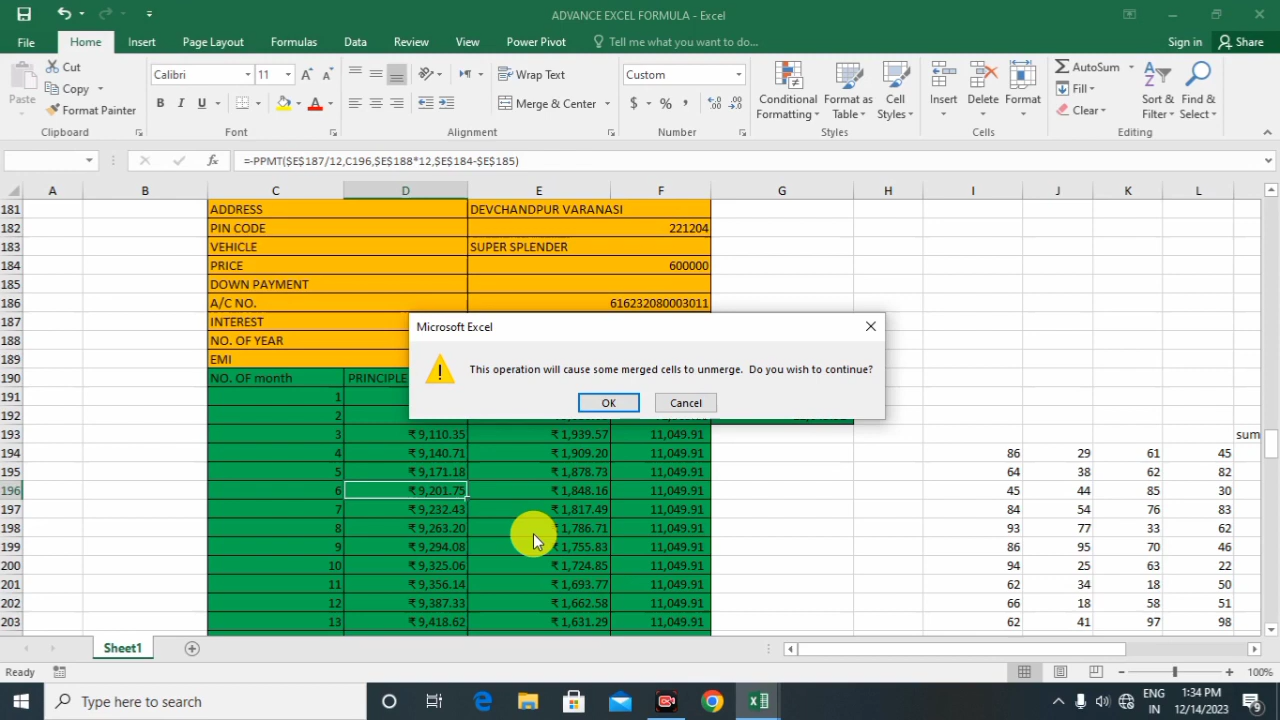 ADVANCE EXCEL FORMULA - Excel
File Home Insert Page Layout Formulas Data Review View Power Pivot Tell me what you want to do... Sign in Share
Paste
Cut
Copy
Format Painter
Clipboard
Calibri 11
B I U A
Font
Wrap Text
Merge & Center
Alignment
Custom
$ % ,
Number
Conditional Formatting
Format as Table
Cell Styles
Styles
Insert Delete Format
Cells
AutoSum
Fill
Clear
Sort & Filter
Find & Select
Editing
fx =-PPMT($E$187/12,C196,$E$188*12,$E$184-$E$185)
A B C D E F G H I J K L
181 ADDRESS DEVCHANDPUR VARANASI
182 PIN CODE 221204
183 VEHICLE SUPER SPLENDER
184 PRICE 600000
185 DOWN PAYMENT
186 A/C NO. 616232080003011
187 INTEREST
188 NO. OF YEAR
189 EMI
190 NO. OF month PRINCIPLE
191 1
192 2
193 3 ₹ 9,110.35 ₹ 1,939.57 11,049.91 sum
194 4 ₹ 9,140.71 ₹ 1,909.20 11,049.91 86 29 61 45
195 5 ₹ 9,171.18 ₹ 1,878.73 11,049.91 64 38 62 82
196 6 ₹ 9,201.75 ₹ 1,848.16 11,049.91 45 44 85 30
197 7 ₹ 9,232.43 ₹ 1,817.49 11,049.91 84 54 76 83
198 8 ₹ 9,263.20 ₹ 1,786.71 11,049.91 93 77 33 62
199 9 ₹ 9,294.08 ₹ 1,755.83 11,049.91 86 95 70 46
200 10 ₹ 9,325.06 ₹ 1,724.85 11,049.91 94 25 63 22
201 11 ₹ 9,356.14 ₹ 1,693.77 11,049.91 62 34 18 50
202 12 ₹ 9,387.33 ₹ 1,662.58 11,049.91 66 18 58 51
203 13 ₹ 9,418.62 ₹ 1,631.29 11,049.91 62 41 97 98
Microsoft Excel
This operation will cause some merged cells to unmerge. Do you wish to continue?
OK Cancel
Sheet1
Ready 100%
Type here to search
ENG
IN
1:34 PM
12/14/2023
9